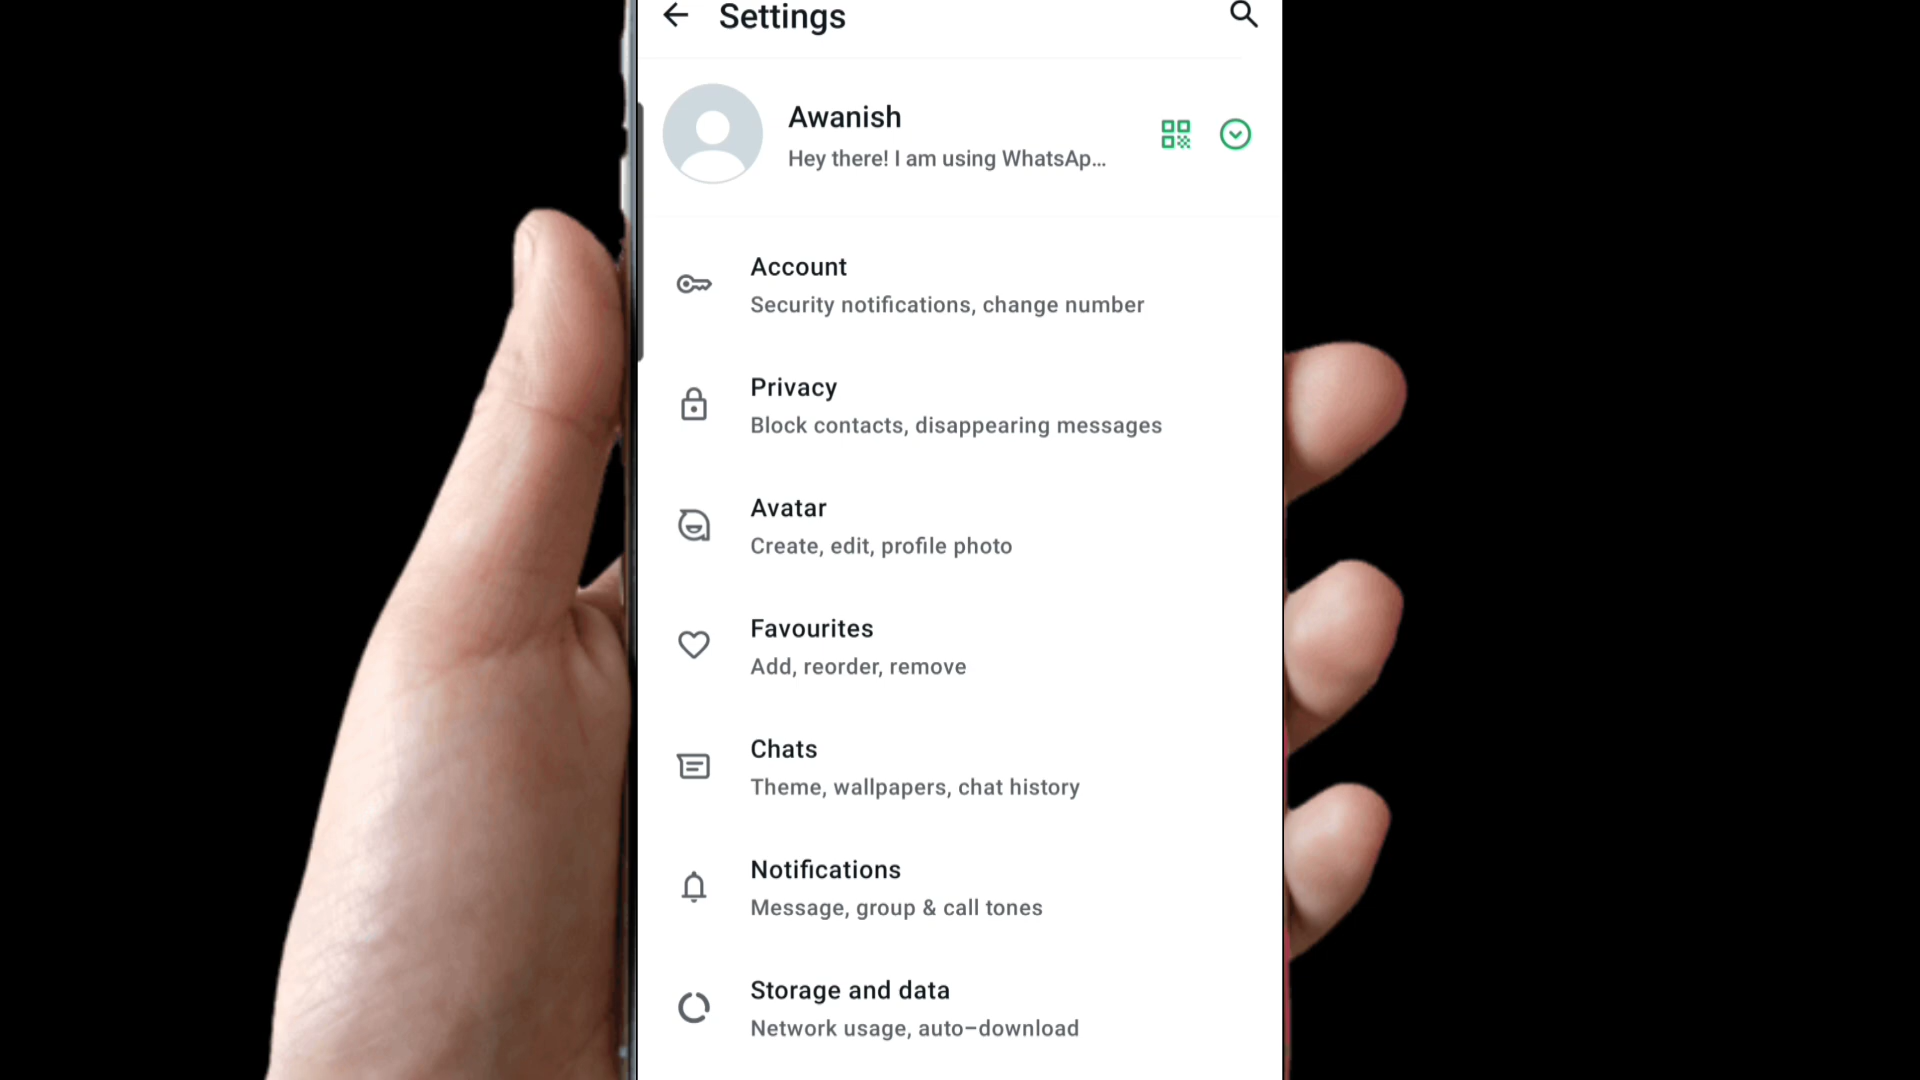 Settings
Awanish
Hey there! I am using WhatsAp...
Account
Security notifications, change number
Privacy
Block contacts, disappearing messages
Avatar
Create, edit, profile photo
Favourites
Add, reorder, remove
Chats
Theme, wallpapers, chat history
Notifications
Message, group & call tones
Storage and data
Network usage, auto-download